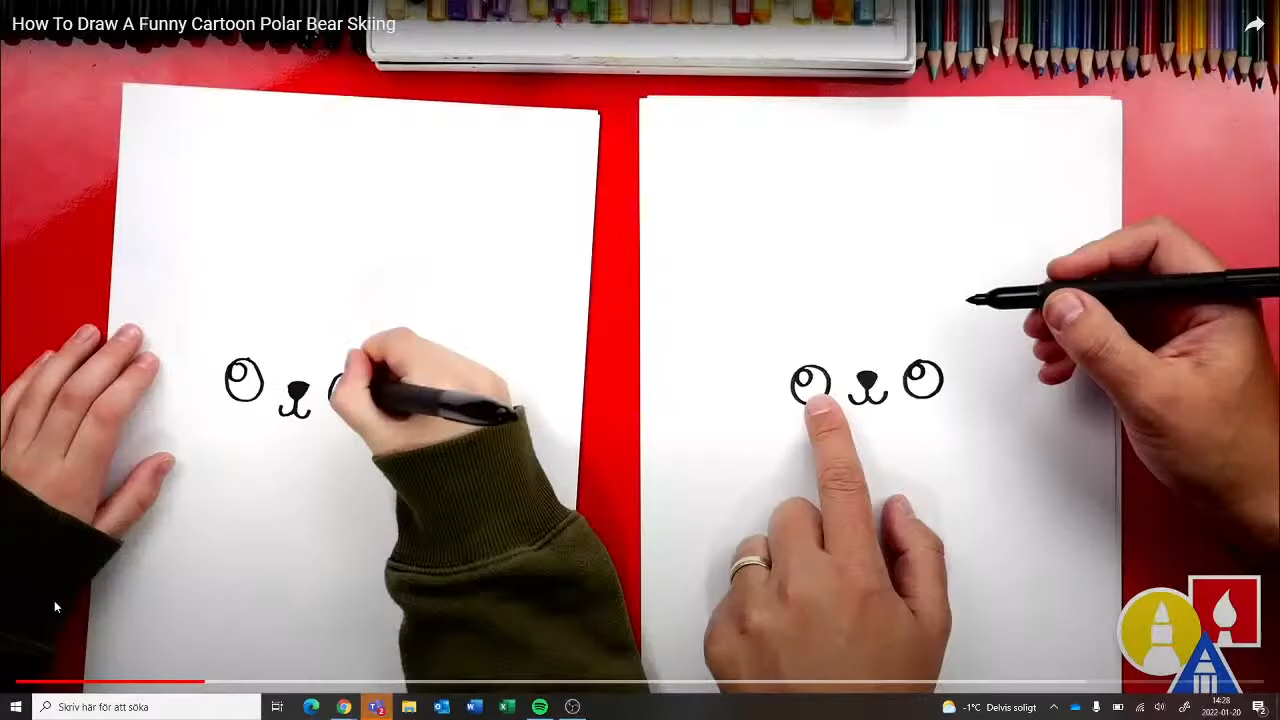 How To Draw A Funny Cartoon Polar Bear Skiing
Skriv här för att söka
-1°C Delvis soligt
14:28
2022-01-20